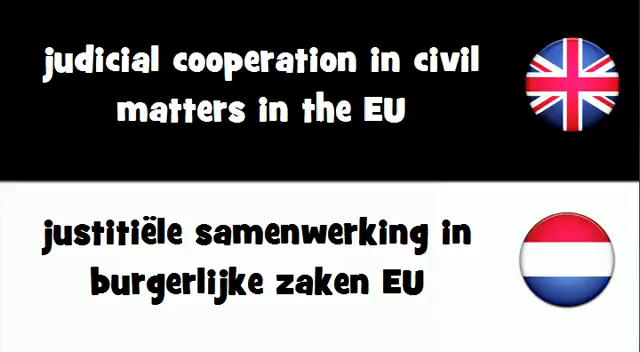 judicial cooperation in civil
matters in the EU
justitiële samenwerking in
burgerlijke zaken EU